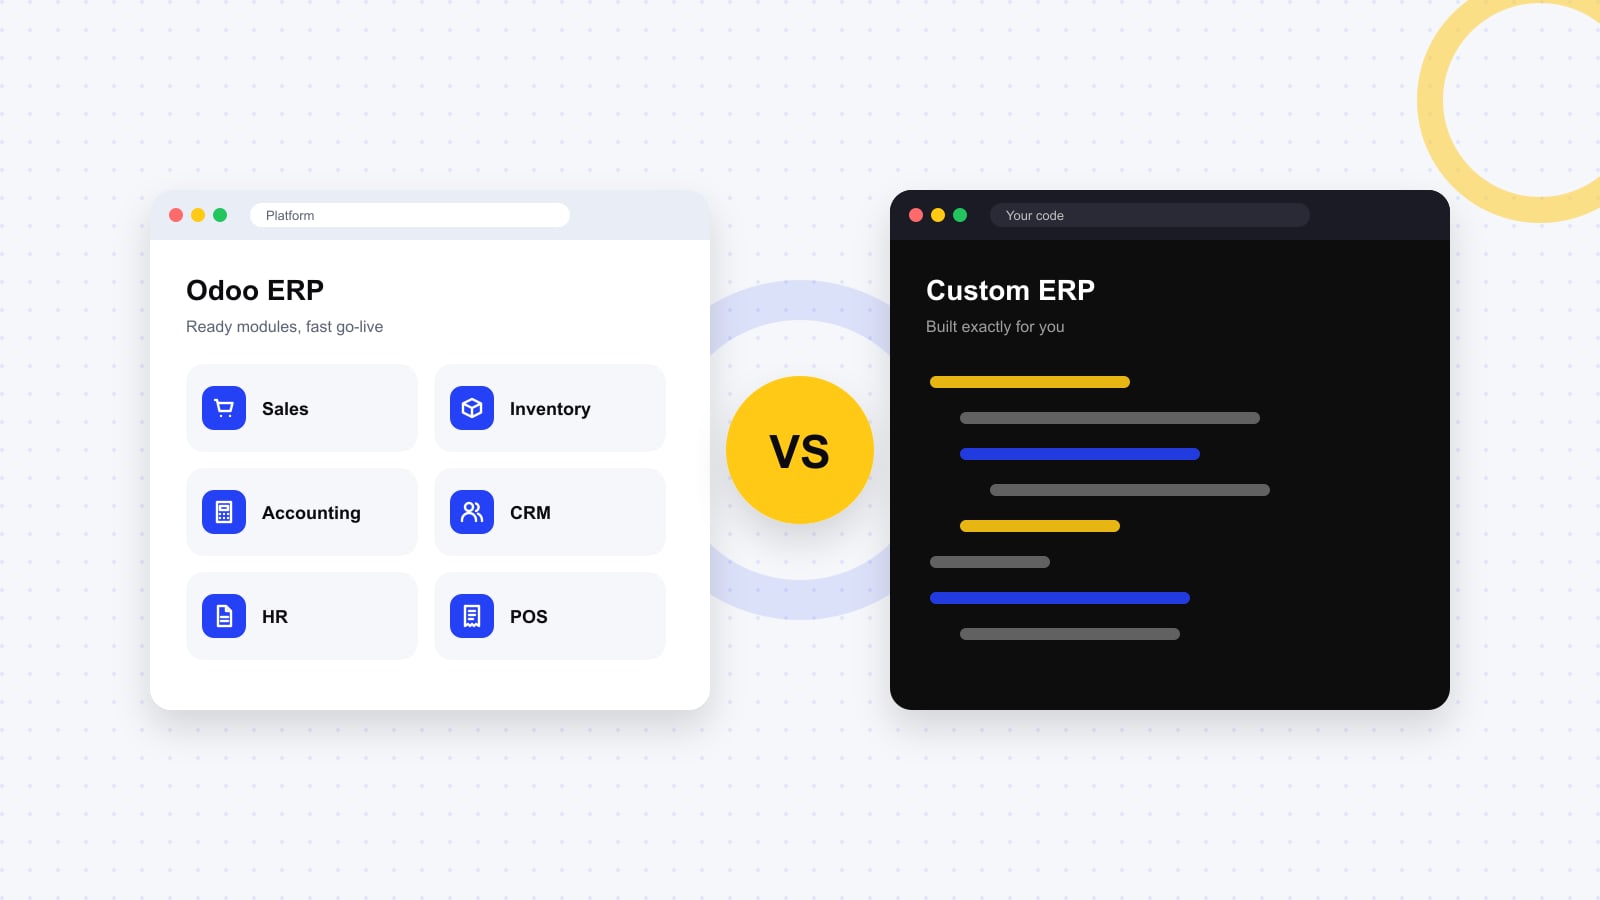 Platform
Odoo ERP
Ready modules, fast go-live
Sales
Inventory
Accounting
CRM
HR
POS
VS
Your code
Custom ERP
Built exactly for you